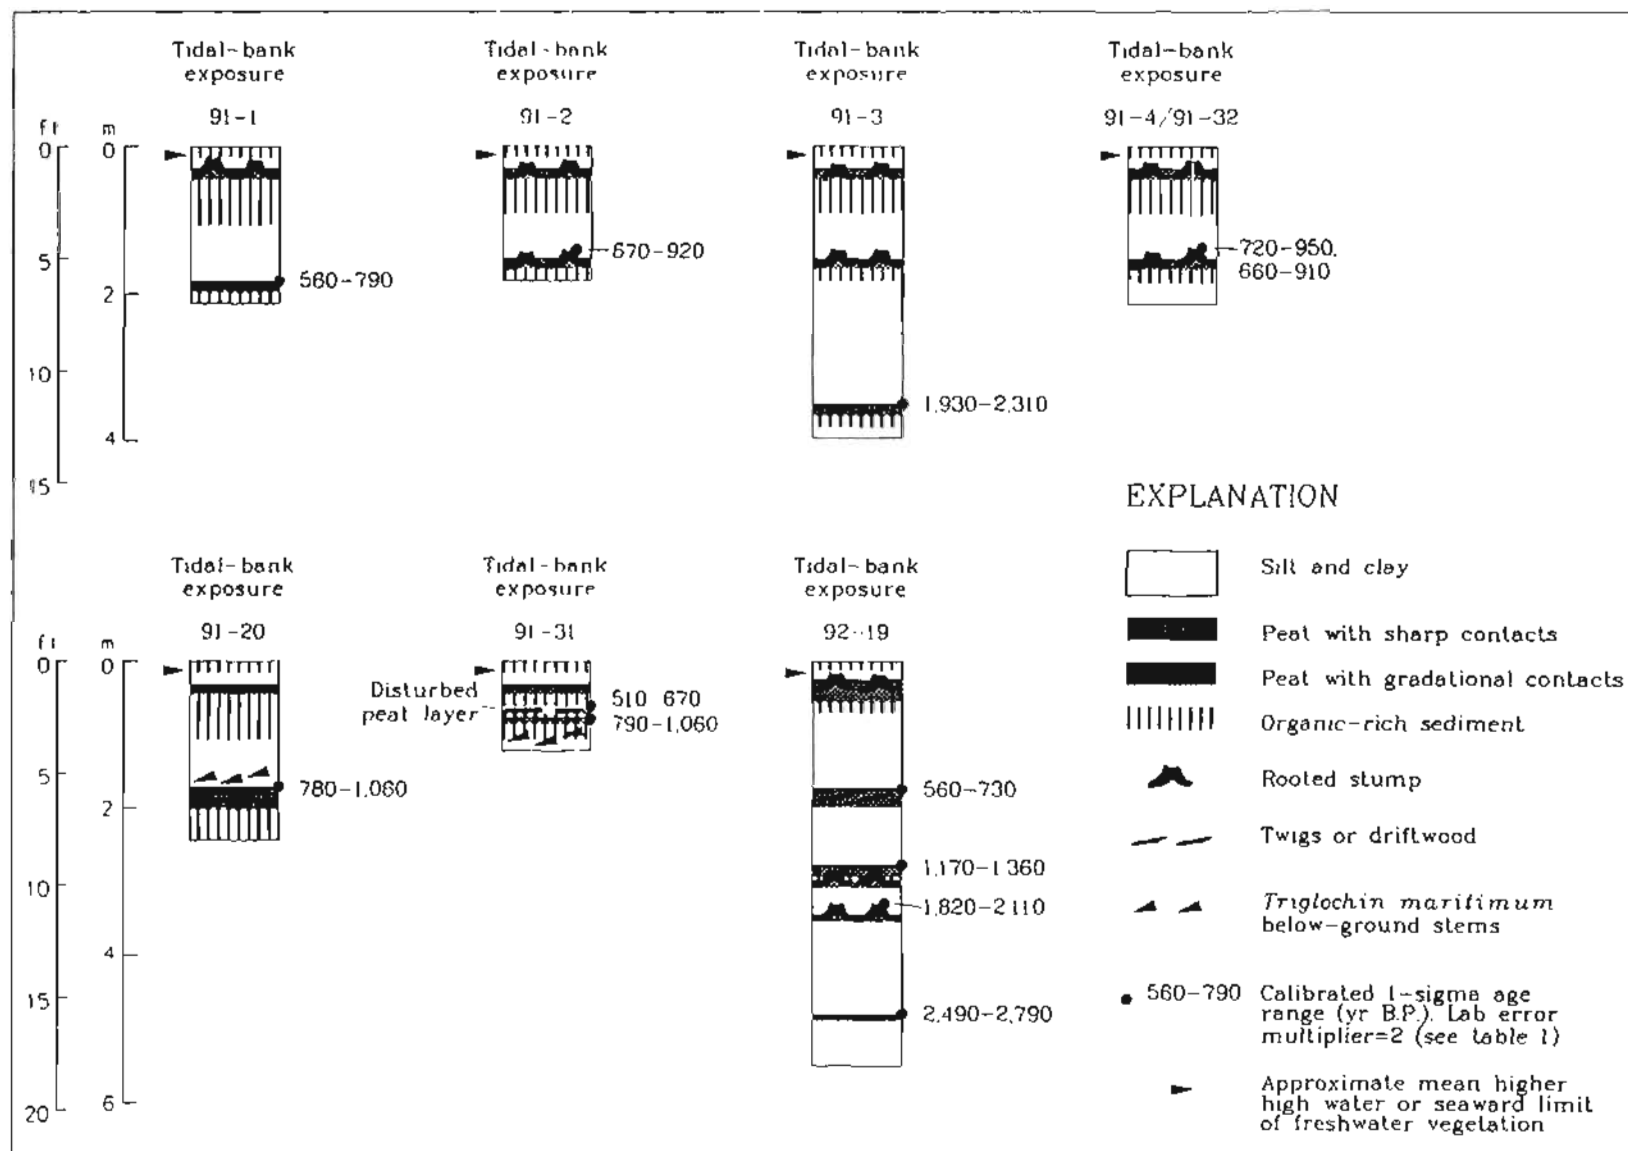 Tidal-bank exposure
91-1
Tidal-bank exposure
91-2
Tidal-bank exposure
91-3
Tidal-bank exposure
91-4/91-32
ft
m
0
5
10
15
0
2
4
560-790
670-920
1,930-2,310
720-950,
660-910
Tidal-bank exposure
91-20
Tidal-bank exposure
91-31
Tidal-bank exposure
92-19
ft
m
0
5
10
15
20
0
2
4
6
780-1,060
Disturbed
peat layer
510-670
790-1,060
560-730
1,170-1,360
1,820-2,110
2,490-2,790
EXPLANATION
Silt and clay
Peat with sharp contacts
Peat with gradational contacts
Organic-rich sediment
Rooted stump
Twigs or driftwood
Triglochin maritimum
below-ground stems
560-790 Calibrated 1-sigma age
range (yr B.P.). Lab error
multiplier=2 (see table 1)
Approximate mean higher
high water or seaward limit
of freshwater vegetation